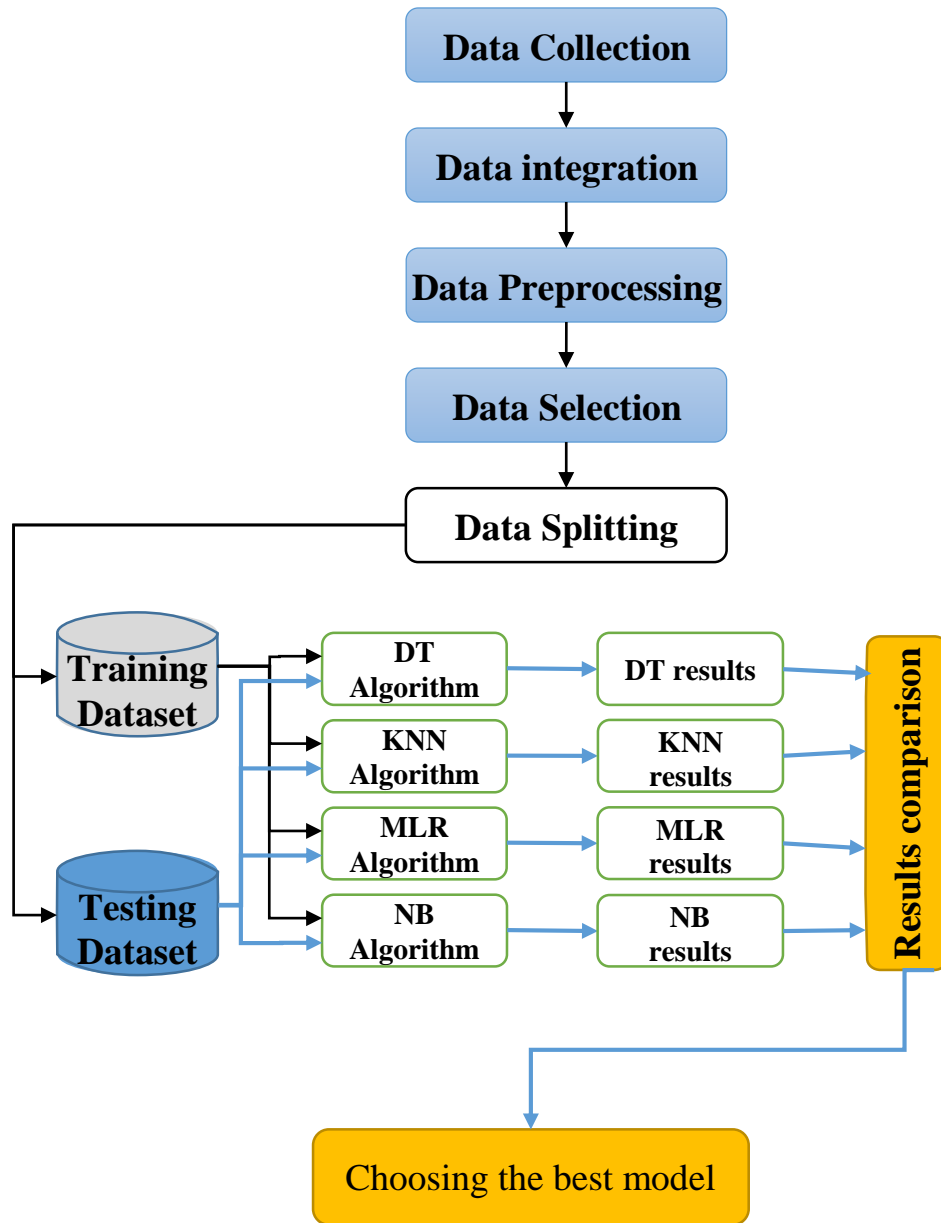 Data Collection
Data integration
Data Preprocessing
Data Selection
Data Splitting
Training
Dataset
Testing
Dataset
DT
Algorithm
DT results
KNN
Algorithm
KNN
results
MLR
Algorithm
MLR
results
NB
Algorithm
NB
results
Results comparison
Choosing the best model